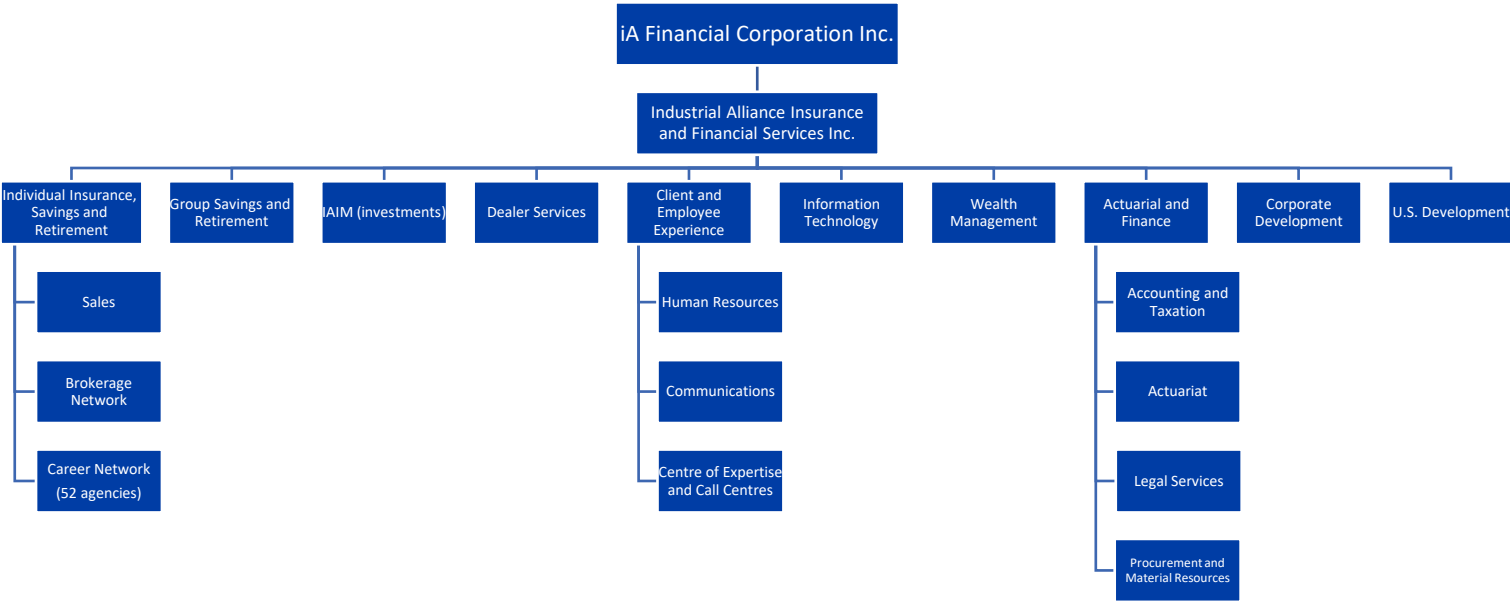 iA Financial Corporation Inc.
Industrial Alliance Insurance
and Financial Services Inc.
Individual Insurance,
Savings and
Retirement
Group Savings and
Retirement
IAIM (investments)
Dealer Services
Client and
Employee
Experience
Information
Technology
Wealth
Management
Actuarial and
Finance
Corporate
Development
U.S. Development
Sales
Brokerage
Network
Career Network
(52 agencies)
Human Resources
Communications
Centre of Expertise
and Call Centres
Accounting and
Taxation
Actuariat
Legal Services
Procurement and
Material Resources